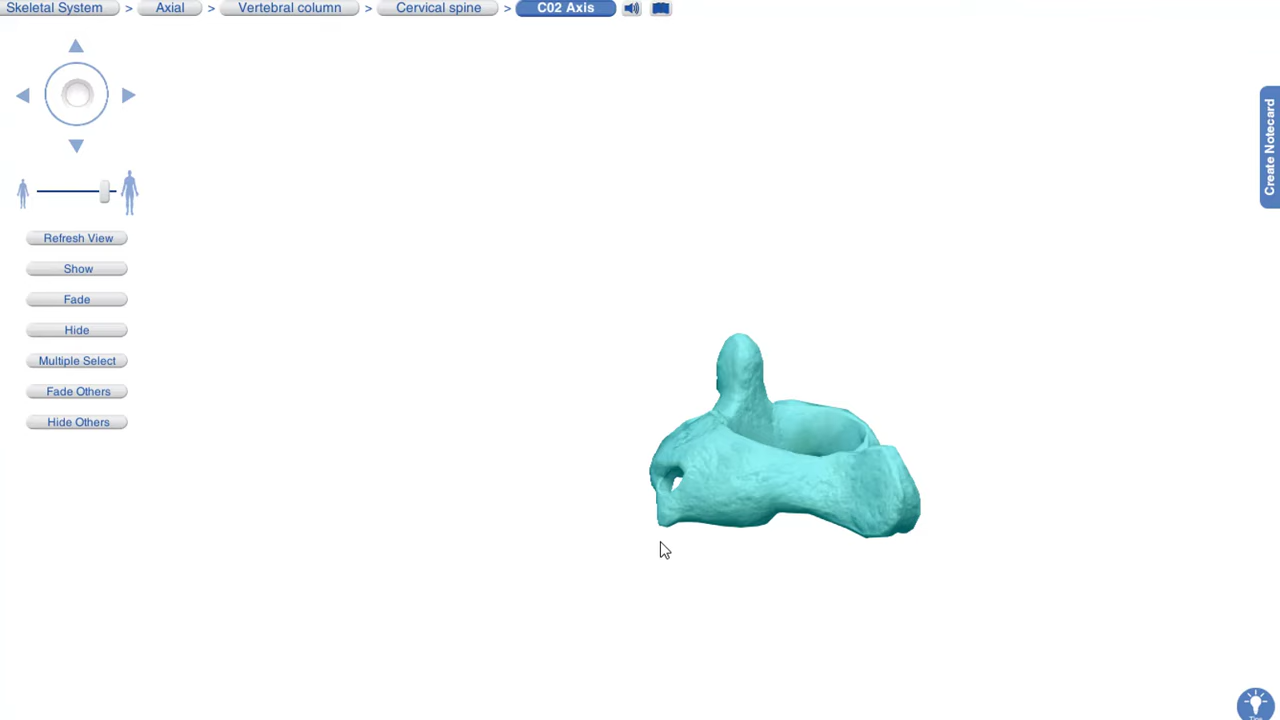 Skeletal System > Axial > Vertebral column > Cervical spine > C02 Axis
Create Notecard
Refresh View
Show
Fade
Hide
Multiple Select
Fade Others
Hide Others